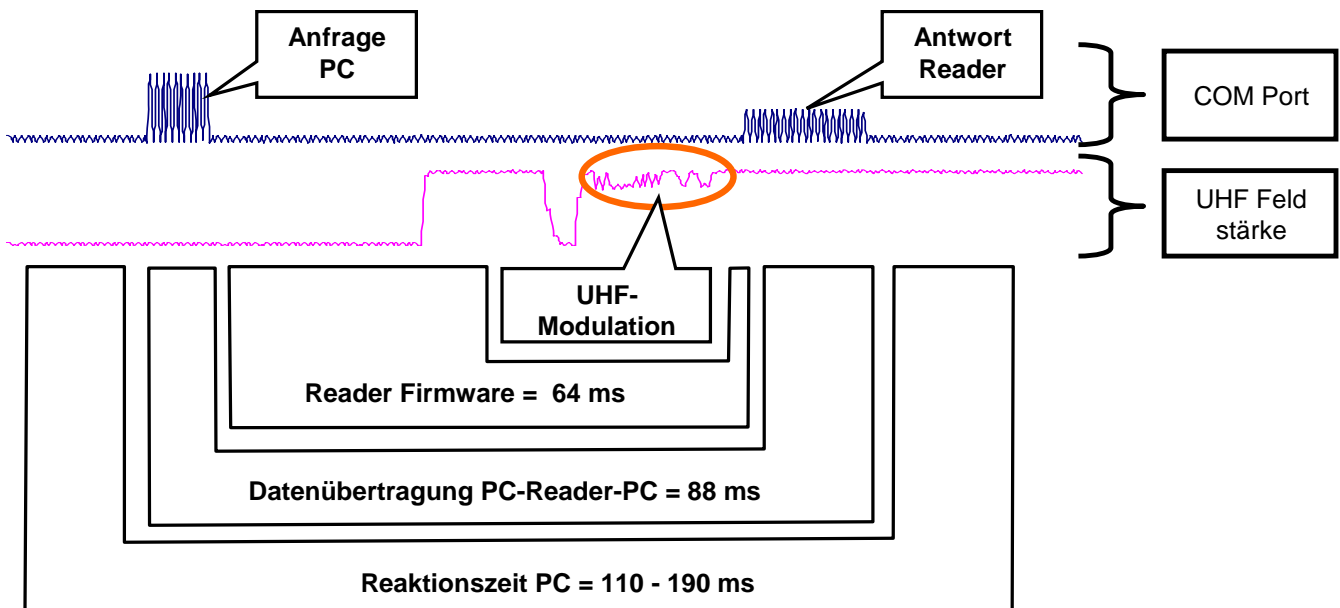 Anfrage
PC
Antwort
Reader
COM Port
UHF Feld
stärke
UHF-
Modulation
Reader Firmware = 64 ms
Datenübertragung PC-Reader-PC = 88 ms
Reaktionszeit PC = 110 - 190 ms